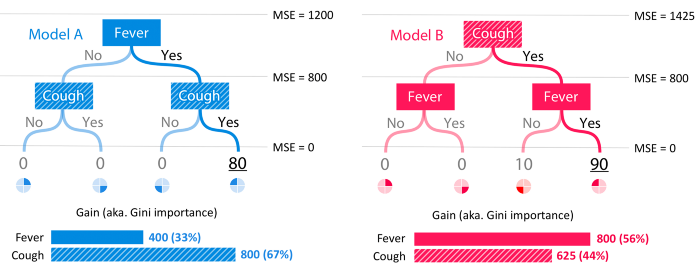 MSE = 1200
Model A
Fever
No
Yes
MSE = 800
Cough
Cough
No
Yes
No
Yes
MSE = 0
0
0
0
80
Gain (aka. Gini importance)
Fever
400 (33%)
Cough
800 (67%)
MSE = 1425
Model B
Cough
No
Yes
MSE = 800
Fever
Fever
No
Yes
No
Yes
MSE = 0
0
0
10
90
Gain (aka. Gini importance)
Fever
800 (56%)
Cough
625 (44%)